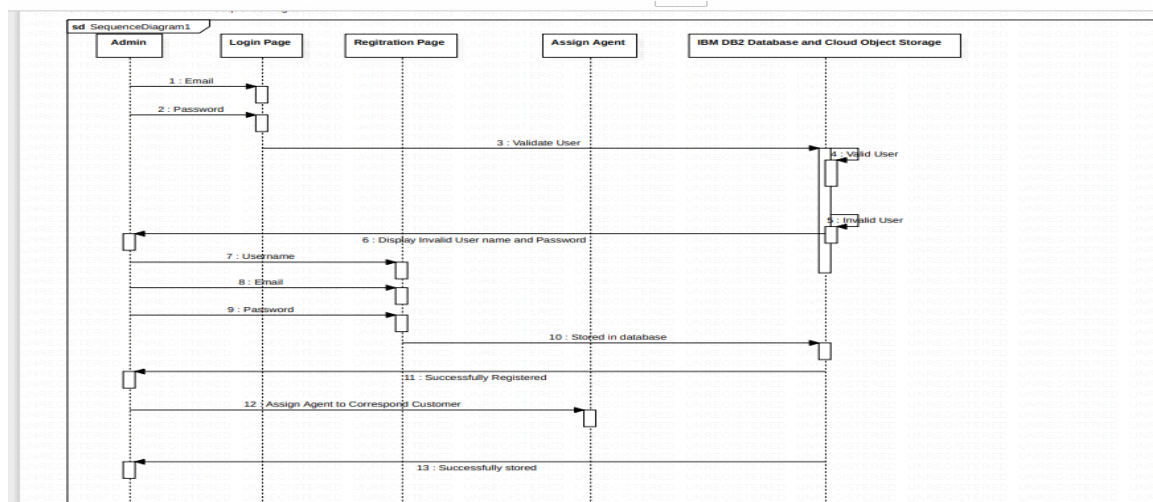 sd SequenceDiagram1
Admin
Login Page
Regitration Page
Assign Agent
IBM DB2 Database and Cloud Object Storage
1 : Email
2 : Password
3 : Validate User
4 : Valid User
5 : Invalid User
6 : Display Invalid User name and Password
7 : Username
8 : Email
9 : Password
10 : Stored in database
11 : Successfully Registered
12 : Assign Agent to Correspond Customer
13 : Successfully stored